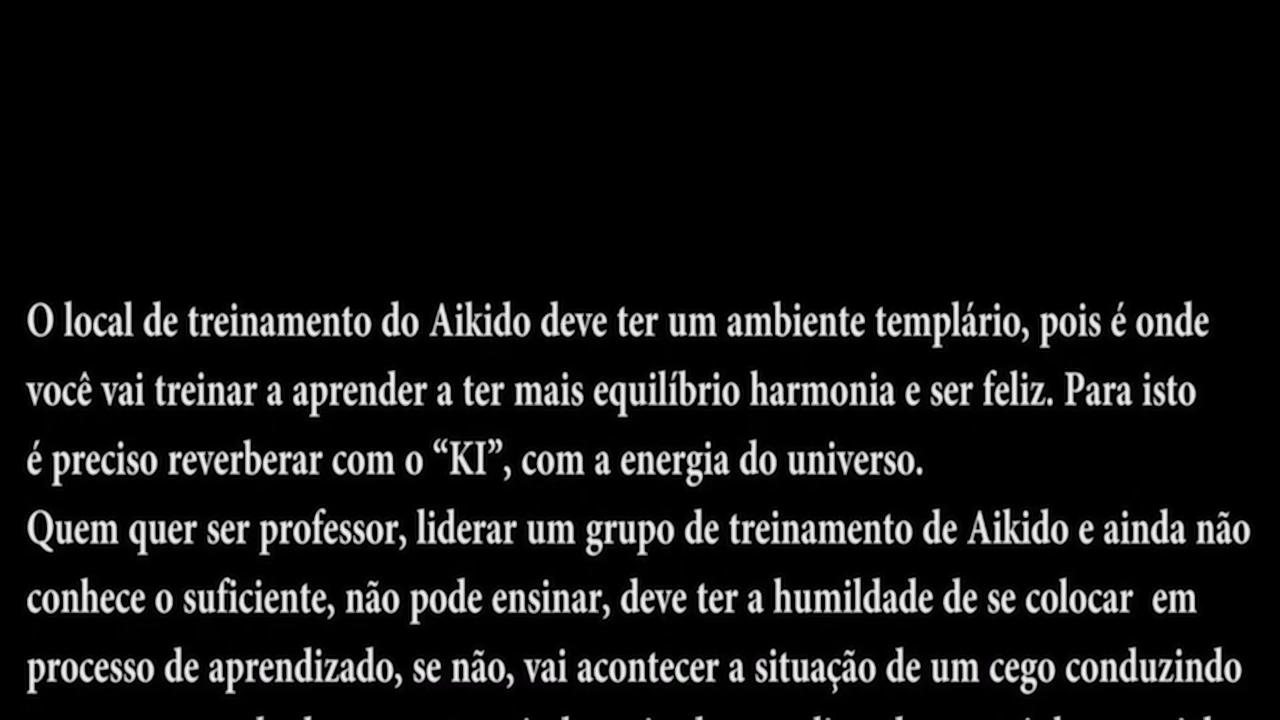 O local de treinamento do Aikido deve ter um ambiente templário, pois é onde
você vai treinar a aprender a ter mais equilíbrio harmonia e ser feliz. Para isto
é preciso reverberar com o “KI”, com a energia do universo.
Quem quer ser professor, liderar um grupo de treinamento de Aikido e ainda não
conhece o suficiente, não pode ensinar, deve ter a humildade de se colocar  em
processo de aprendizado, se não, vai acontecer a situação de um cego conduzindo